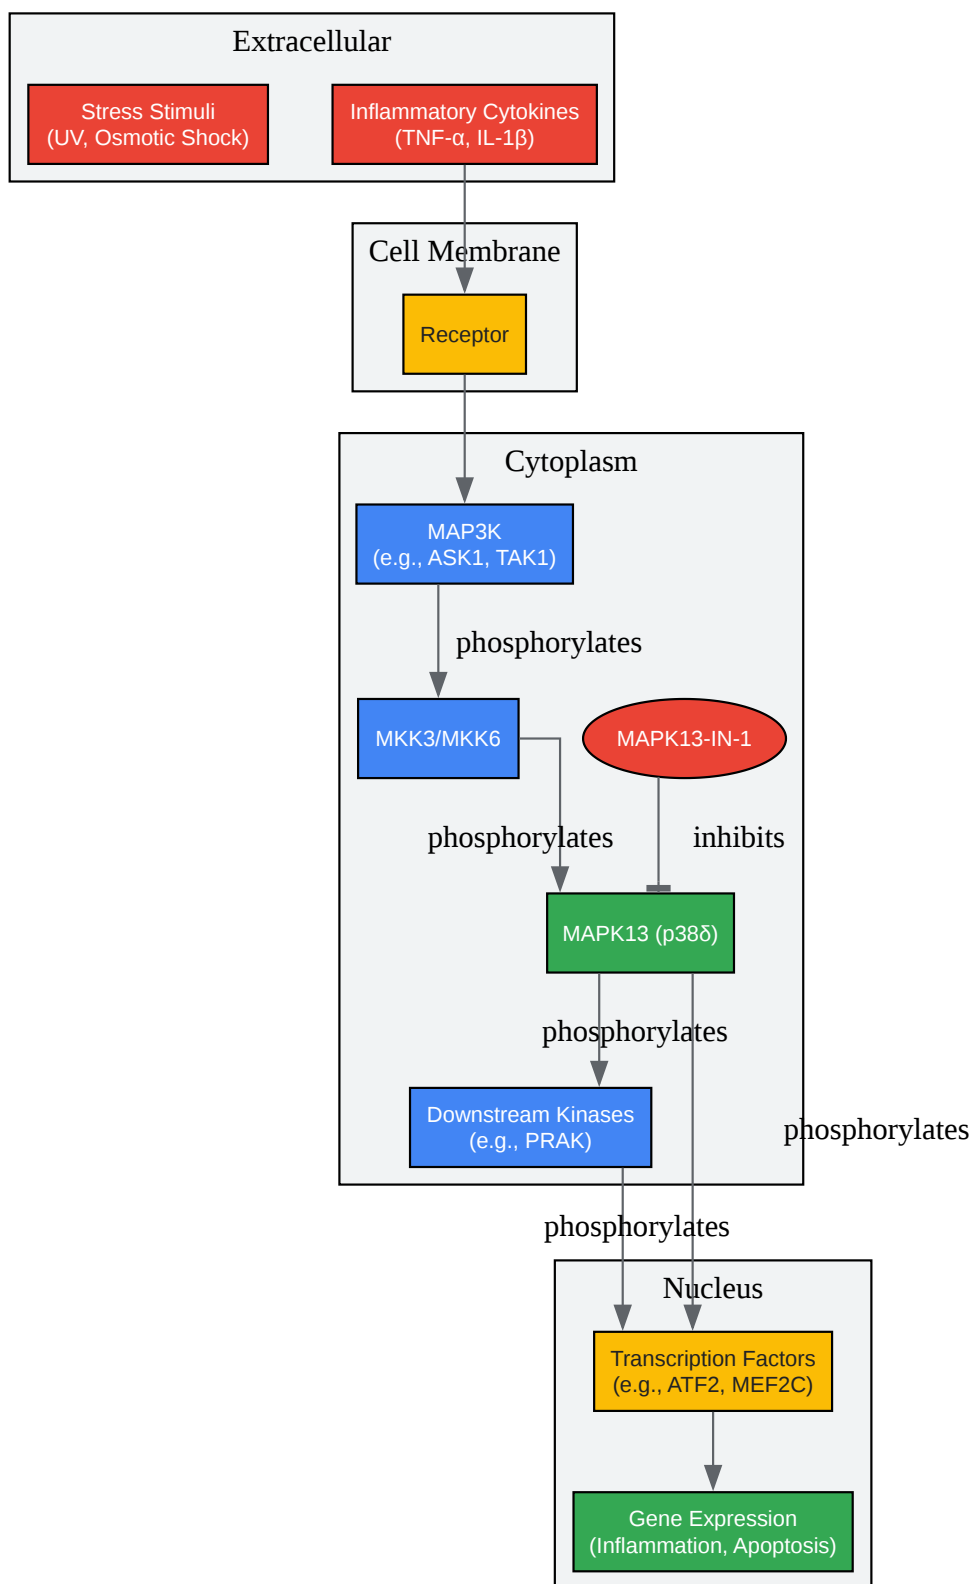 Extracellular
Stress Stimuli
(UV, Osmotic Shock)
Inflammatory Cytokines
(TNF-α, IL-1β)
Cell Membrane
Receptor
Cytoplasm
MAP3K
(e.g., ASK1, TAK1)
phosphorylates
MKK3/MKK6
MAPK13-IN-1
phosphorylates
inhibits
MAPK13 (p38δ)
phosphorylates
Downstream Kinases
(e.g., PRAK)
phosphorylates
phosphorylates
Nucleus
Transcription Factors
(e.g., ATF2, MEF2C)
Gene Expression
(Inflammation, Apoptosis)